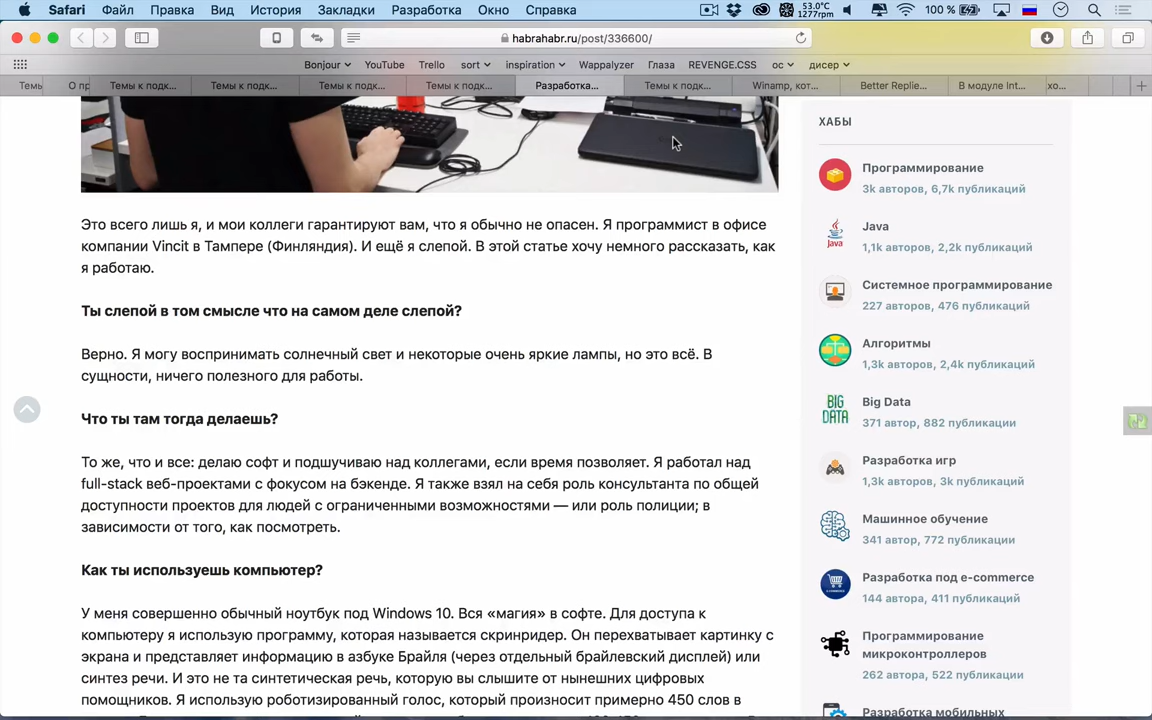 Safari Файл Правка Вид История Закладки Разработка Окно Справка 53.0°C 1277rpm 100 %
habrahabr.ru/post/336600/
Bonjour YouTube Trello sort inspiration Wappalyzer Глаза REVENGE.CSS ос дисер
Темы О пр Темы к подк... Темы к подк... Темы к подк... Темы к подк... Разработка... Темы к подк... Winamp, кот... Better Replie... В модуле Int... хо...
Это всего лишь я, и мои коллеги гарантируют вам, что я обычно не опасен. Я программист в офисе
компании Vincit в Тампере (Финляндия). И ещё я слепой. В этой статье хочу немного рассказать, как
я работаю.
Ты слепой в том смысле что на самом деле слепой?
Верно. Я могу воспринимать солнечный свет и некоторые очень яркие лампы, но это всё. В
сущности, ничего полезного для работы.
Что ты там тогда делаешь?
То же, что и все: делаю софт и подшучиваю над коллегами, если время позволяет. Я работал над
full-stack веб-проектами с фокусом на бэкенде. Я также взял на себя роль консультанта по общей
доступности проектов для людей с ограниченными возможностями — или роль полиции; в
зависимости от того, как посмотреть.
Как ты используешь компьютер?
У меня совершенно обычный ноутбук под Windows 10. Вся «магия» в софте. Для доступа к
компьютеру я использую программу, которая называется скринридер. Он перехватывает картинку с
экрана и представляет информацию в азбуке Брайля (через отдельный брайлевский дисплей) или
синтез речи. И это не та синтетическая речь, которую вы слышите от нынешних цифровых
помощников. Я использую роботизированный голос, который произносит примерно 450 слов в
ХАБЫ
Программирование
3k авторов, 6,7k публикаций
Java
Java
1,1k авторов, 2,2k публикаций
Системное программирование
227 авторов, 476 публикаций
Алгоритмы
1,3k авторов, 2,4k публикаций
BIG DATA
Big Data
371 автор, 882 публикации
Разработка игр
1,3k авторов, 3k публикаций
Машинное обучение
341 автор, 772 публикации
Разработка под e-commerce
144 автора, 411 публикаций
Программирование
микроконтроллеров
262 автора, 522 публикации
Разработка мобильных